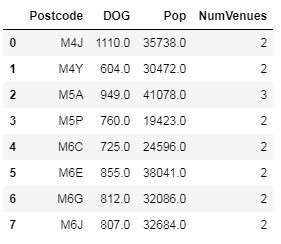 Postcode DOG Pop NumVenues
0 M4J 1110.0 35738.0 2
1 M4Y 604.0 30472.0 2
2 M5A 949.0 41078.0 3
3 M5P 760.0 19423.0 2
4 M6C 725.0 24596.0 2
5 M6E 855.0 38041.0 2
6 M6G 812.0 32086.0 2
7 M6J 807.0 32684.0 2